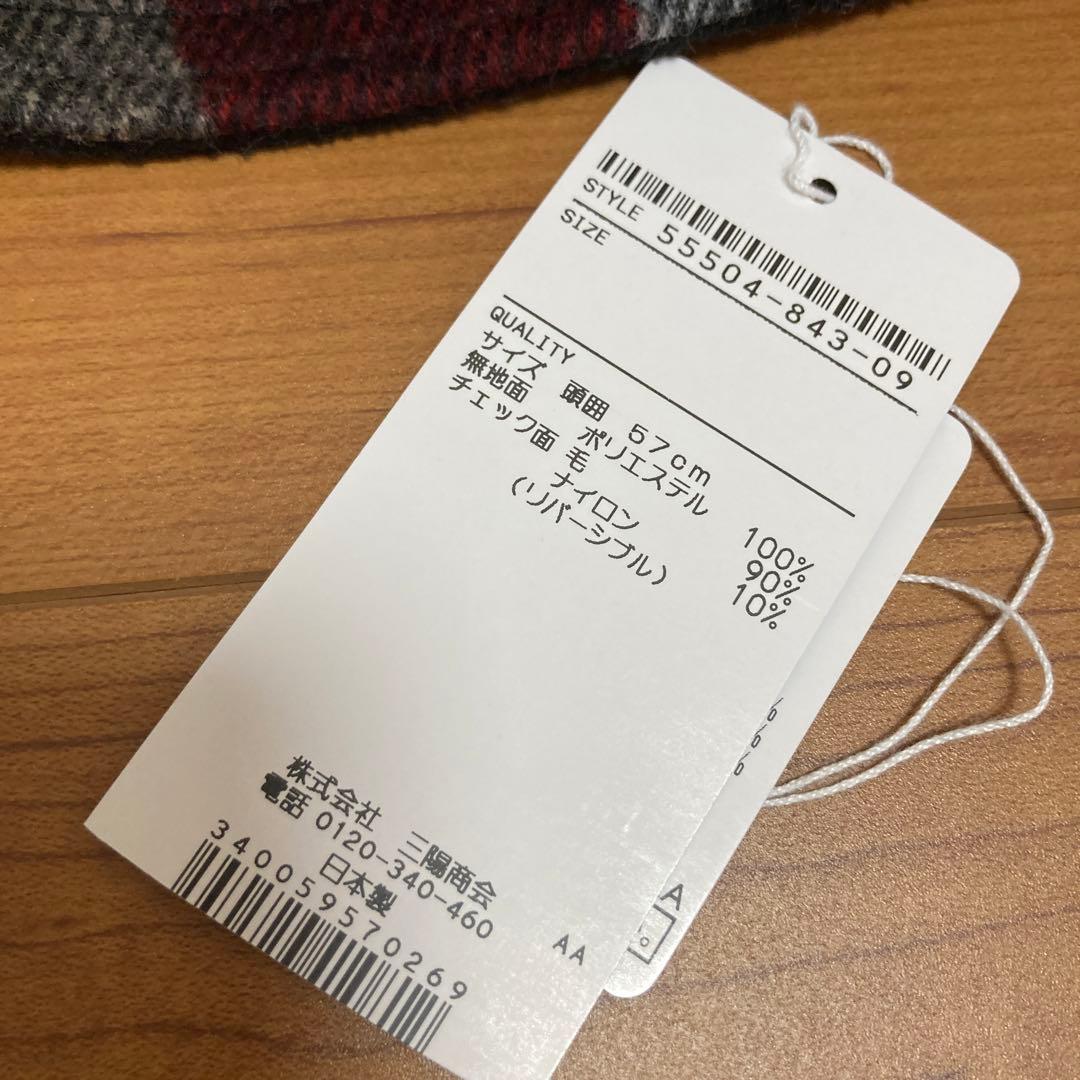 STYLE 55504-843-09
SIZE
QUALITY
サイズ 頭囲 57cm
無地面 ポリエステル 100%
チェック面 毛 90%
ナイロン 10%
(リバーシブル)
株式会社 三陽商会
電話 0120-340-460
日本製 AA
3400595570269
%
%
%
A